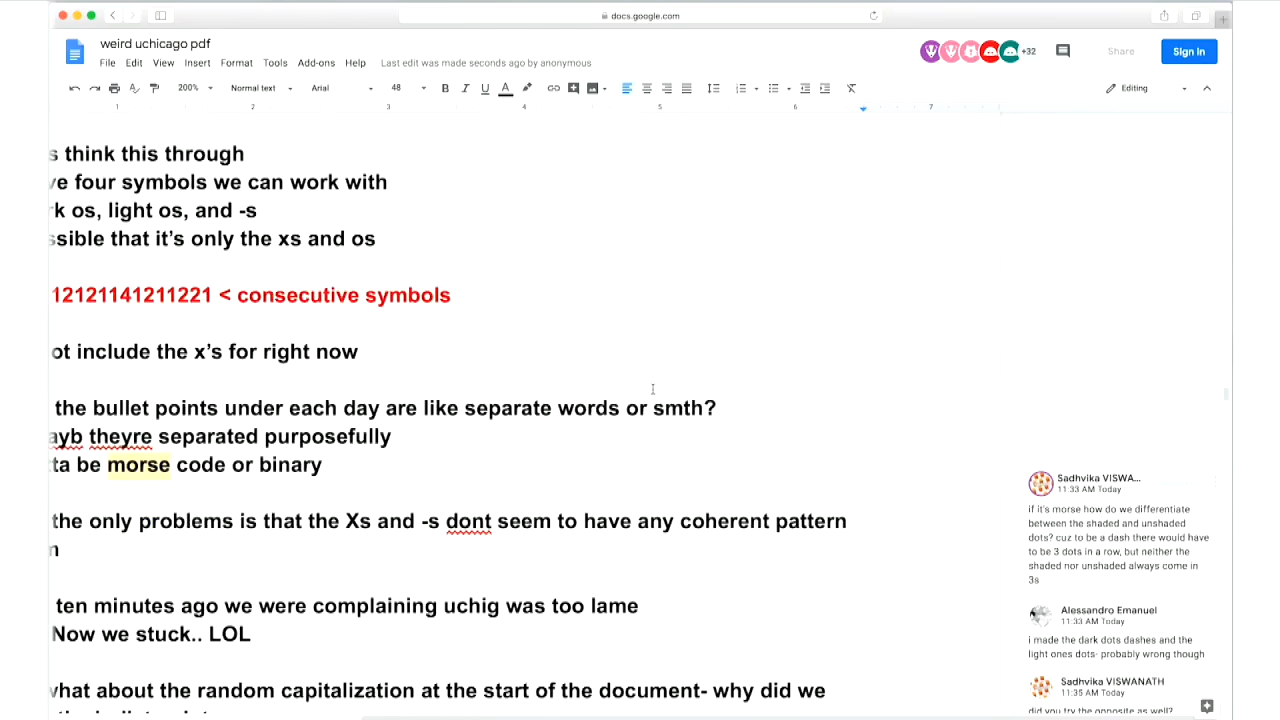 docs.google.com
weird uchicago pdf
+32
Share
Sign In
File Edit View Insert Format Tools Add-ons Help Last edit was made seconds ago by anonymous
200% Normal text Arial 48 B I U A Editing
1 2 3 4 5 6 7
s think this through
ve four symbols we can work with
k os, light os, and -s
ssible that it's only the xs and os
12121141211221 < consecutive symbols
ot include the x's for right now
the bullet points under each day are like separate words or smth?
ayb theyre separated purposefully
ta be morse code or binary
the only problems is that the Xs and -s dont seem to have any coherent pattern
n
ten minutes ago we were complaining uchig was too lame
Now we stuck.. LOL
what about the random capitalization at the start of the document- why did we
Sadhvika VISWA...
11:33 AM Today
if it's morse how do we differentiate
between the shaded and unshaded
dots? cuz to be a dash there would have
to be 3 dots in a row, but neither the
shaded nor unshaded always come in
3s
Alessandro Emanuel
11:33 AM Today
i made the dark dots dashes and the
light ones dots- probably wrong though
Sadhvika VISWANATH
11:35 AM Today
did you try the opposite as well?